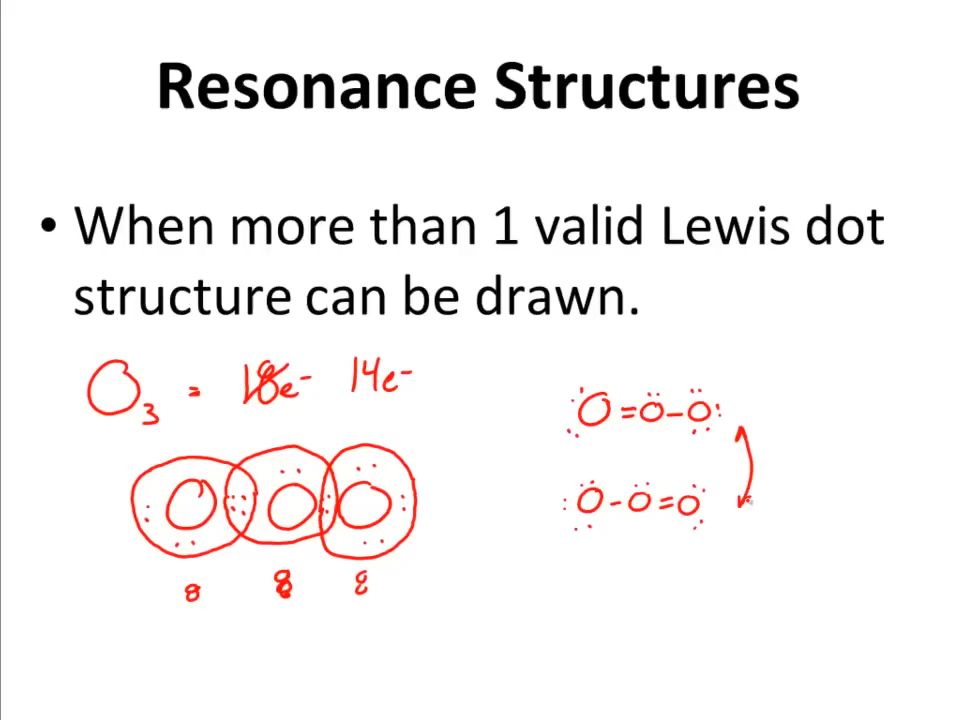 Resonance Structures
• When more than 1 valid Lewis dot
structure can be drawn.
O3 = 18e- 14e-
O=O-O
O-O=O
8 8 8